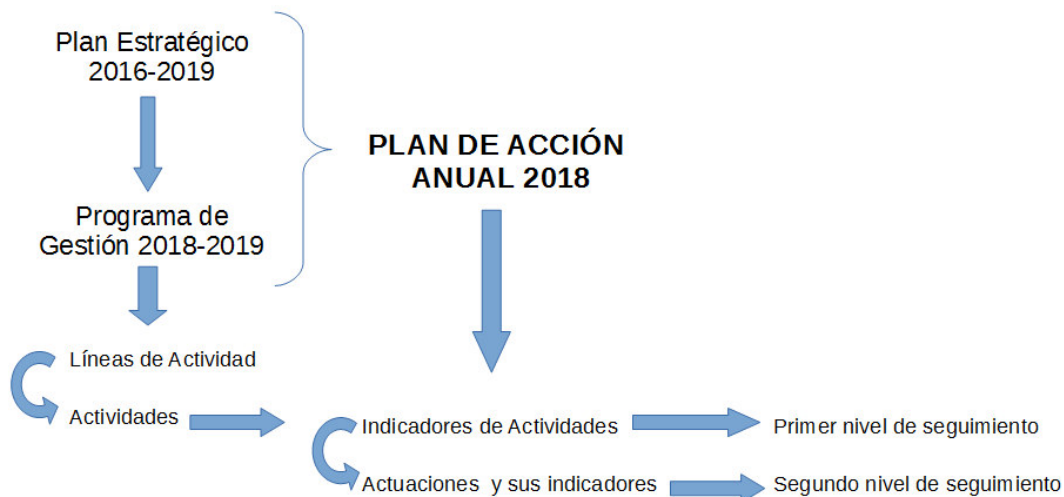 Plan Estratégico
2016-2019
PLAN DE ACCIÓN
ANUAL 2018
Programa de
Gestión 2018-2019
Líneas de Actividad
Actividades
Indicadores de Actividades
Primer nivel de seguimiento
Actuaciones y sus indicadores
Segundo nivel de seguimiento